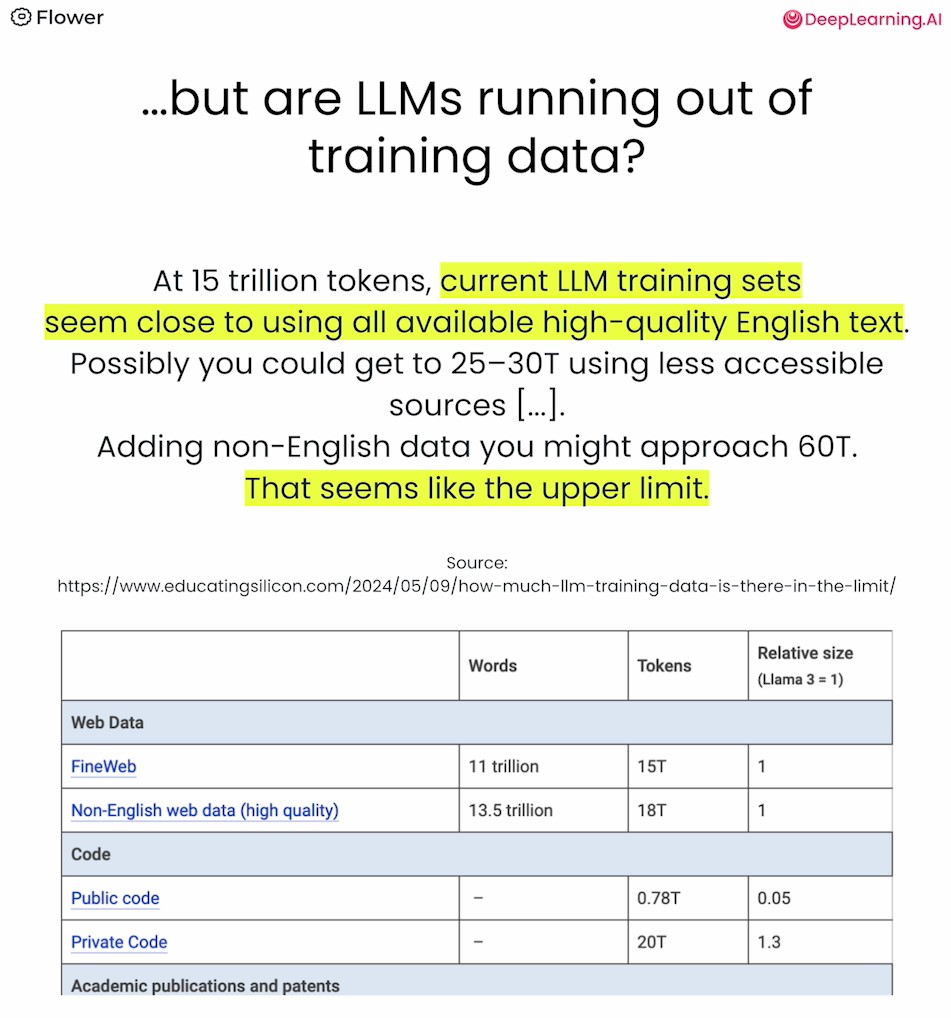 Flower
DeepLearning.AI
...but are LLMs running out of
training data?
At 15 trillion tokens, current LLM training sets
seem close to using all available high-quality English text.
Possibly you could get to 25–30T using less accessible
sources [...].
Adding non-English data you might approach 60T.
That seems like the upper limit.
Source:
https://www.educatingsilicon.com/2024/05/09/how-much-llm-training-data-is-there-in-the-limit/
Words Tokens Relative size
(Llama 3 = 1)
Web Data
FineWeb 11 trillion 15T 1
Non-English web data (high quality) 13.5 trillion 18T 1
Code
Public code – 0.78T 0.05
Private Code – 20T 1.3
Academic publications and patents